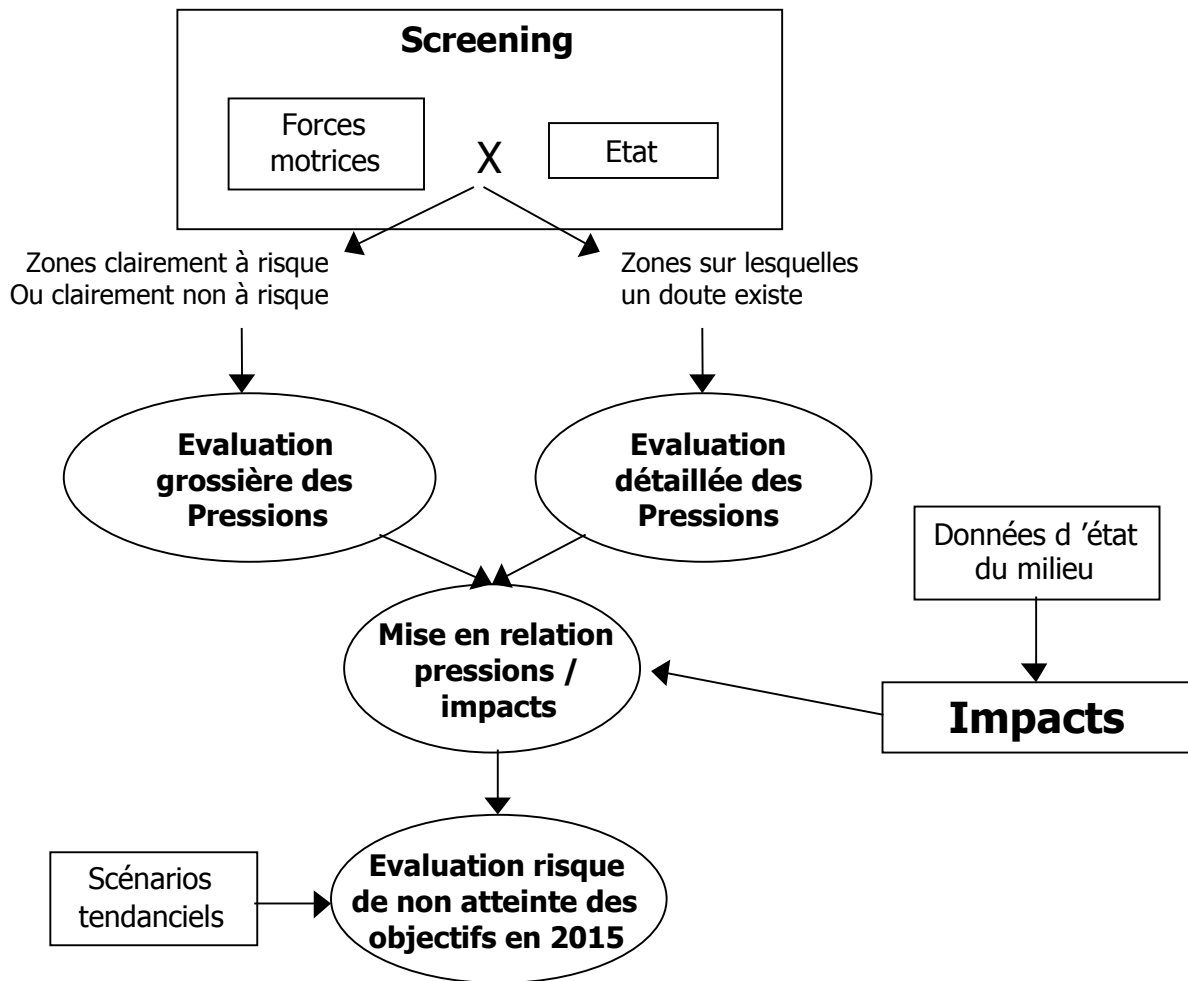 Screening
Forces
motrices
X
Etat
Zones clairement à risque
Ou clairement non à risque
Zones sur lesquelles
un doute existe
Evaluation
grossière des
Pressions
Evaluation
détaillée des
Pressions
Données d ’état
du milieu
Mise en relation
pressions /
impacts
Impacts
Scénarios
tendanciels
Evaluation risque
de non atteinte des
objectifs en 2015